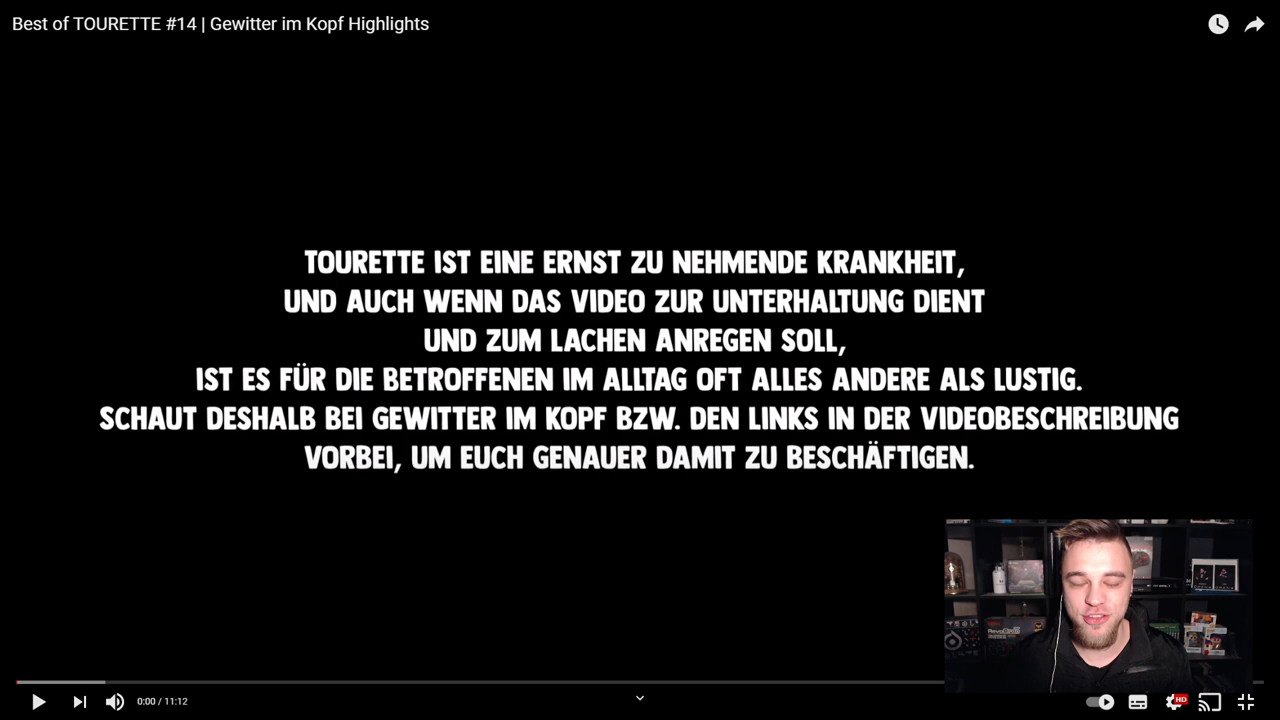 Best of TOURETTE #14 | Gewitter im Kopf Highlights
TOURETTE IST EINE ERNST ZU NEHMENDE KRANKHEIT,
UND AUCH WENN DAS VIDEO ZUR UNTERHALTUNG DIENT
UND ZUM LACHEN ANREGEN SOLL,
IST ES FÜR DIE BETROFFENEN IM ALLTAG OFT ALLES ANDERE ALS LUSTIG.
SCHAUT DESHALB BEI GEWITTER IM KOPF BZW. DEN LINKS IN DER VIDEOBESCHREIBUNG
VORBEI, UM EUCH GENAUER DAMIT ZU BESCHÄFTIGEN.
0:00 / 11:12
HD